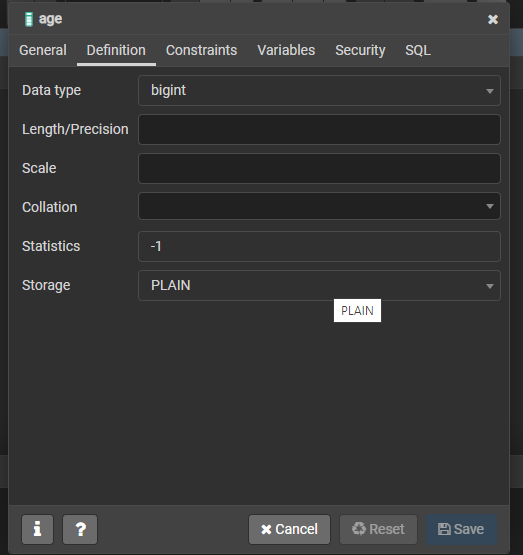 age
General Definition Constraints Variables Security SQL
Data type bigint
Length/Precision
Scale
Collation
Statistics -1
Storage PLAIN
PLAIN
i ? Cancel Reset Save